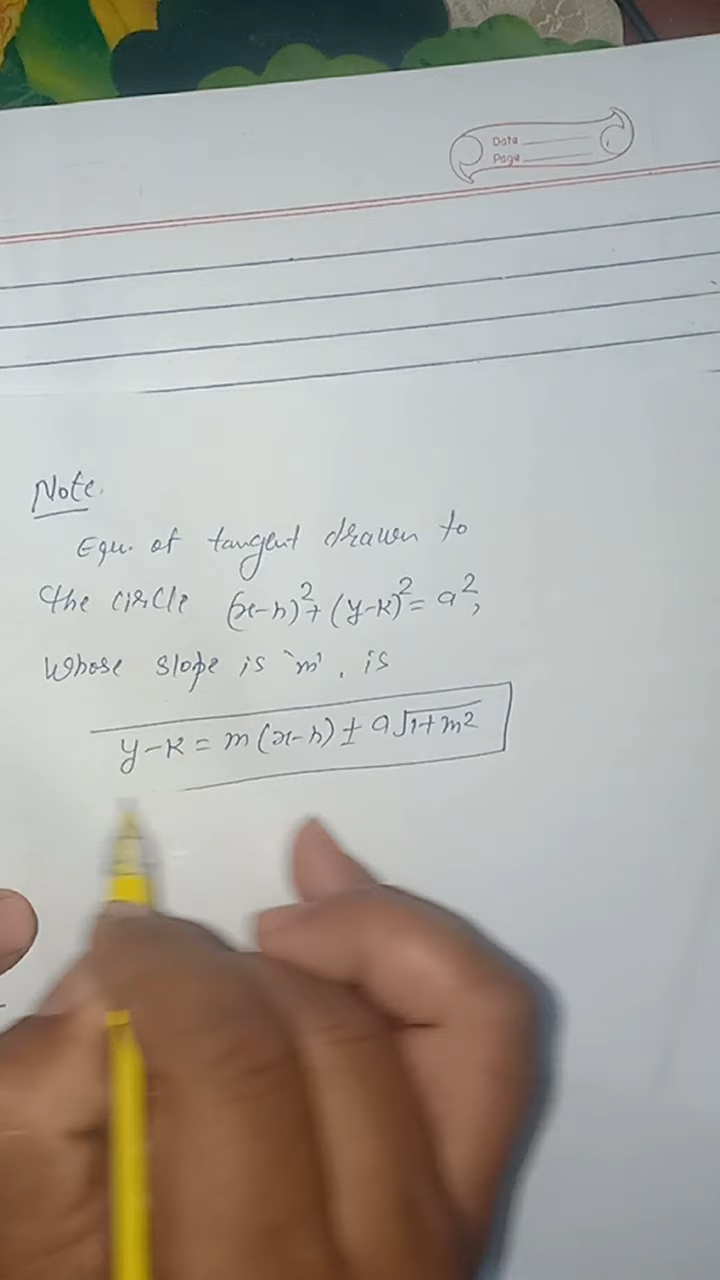 Date
Page
Note.
Equ. of tangent drawn to
the circle (x-h)²+(y-k)²= a²,
whose slope is 'm', is
y-k = m(x-h) ± a√1+m²